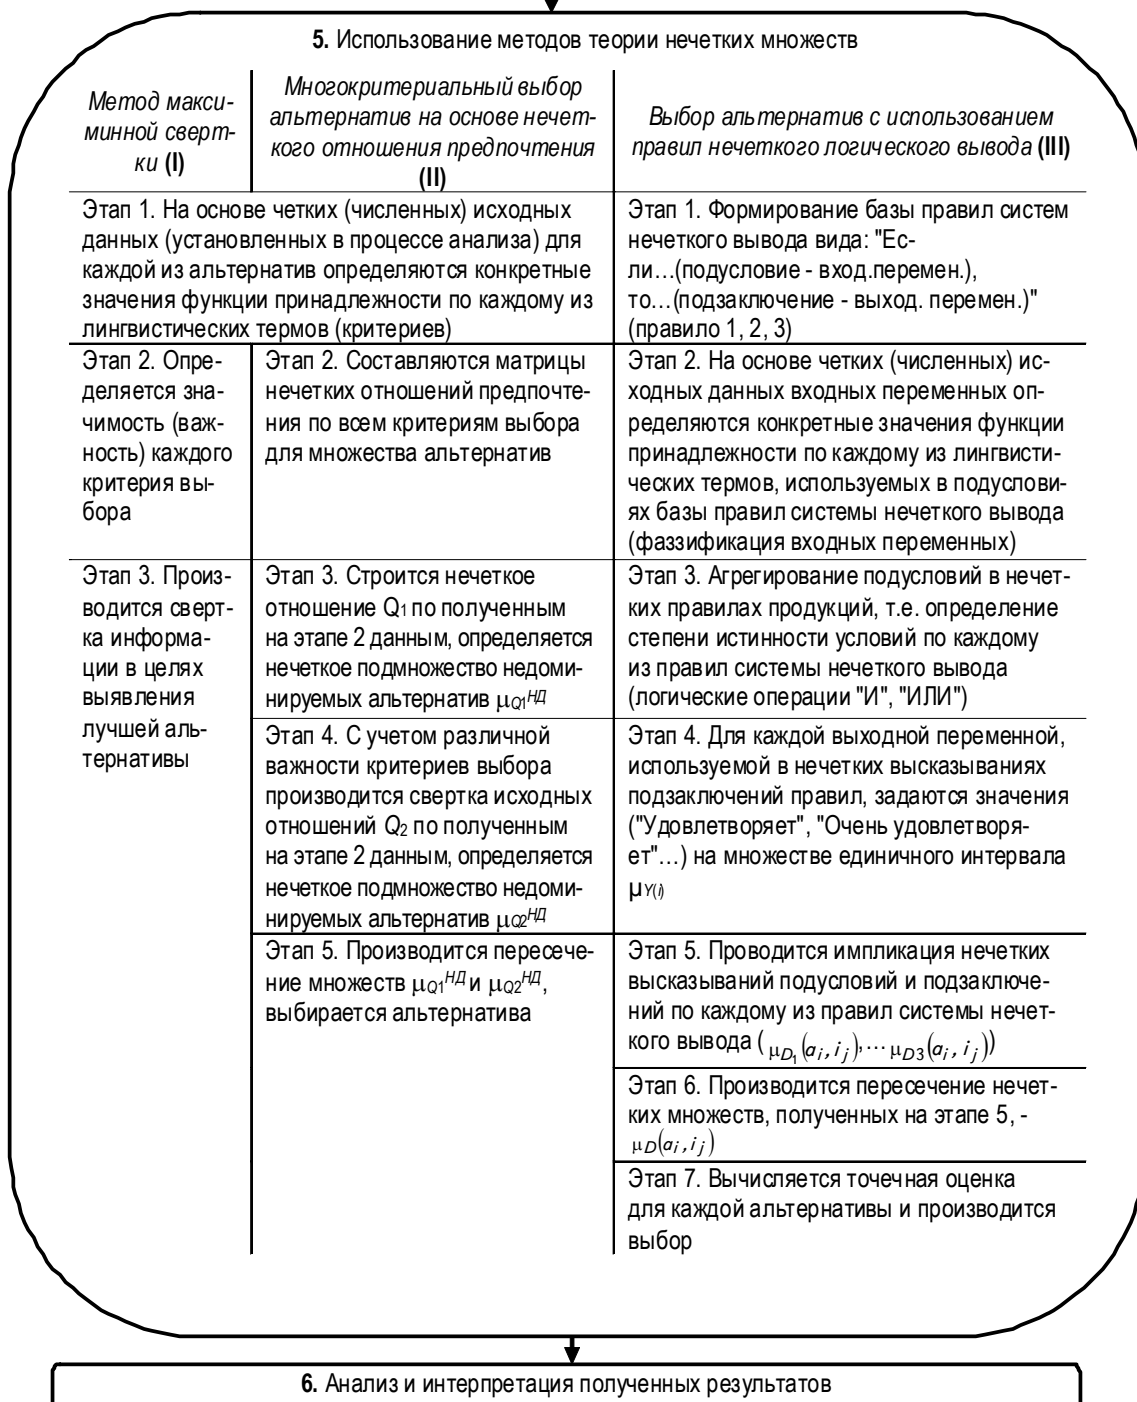 5. Использование методов теории нечетких множеств
Метод макси-
минной сверт-
ки (I)
Многокритериальный выбор
альтернатив на основе нечет-
кого отношения предпочтения
(II)
Выбор альтернатив с использованием
правил нечеткого логического вывода (III)
Этап 1. На основе четких (численных) исходных
данных (установленных в процессе анализа) для
каждой из альтернатив определяются конкретные
значения функции принадлежности по каждому из
лингвистических термов (критериев)
Этап 1. Формирование базы правил систем
нечеткого вывода вида: "Ес-
ли…(подусловие - вход.перемен.),
то…(подзаключение - выход. перемен.)"
(правило 1, 2, 3)
Этап 2. Опре-
деляется зна-
чимость (важ-
ность) каждого
критерия вы-
бора
Этап 2. Составляются матрицы
нечетких отношений предпочте-
ния по всем критериям выбора
для множества альтернатив
Этап 2. На основе четких (численных) ис-
ходных данных входных переменных оп-
ределяются конкретные значения функции
принадлежности по каждому из лингвисти-
ческих термов, используемых в подуслови-
ях базы правил системы нечеткого вывода
(фаззификация входных переменных)
Этап 3. Произ-
водится сверт-
ка информа-
ции в целях
выявления
лучшей аль-
тернативы
Этап 3. Строится нечеткое
отношение Q1 по полученным
на этапе 2 данным, определяется
нечеткое подмножество недоми-
нируемых альтернатив μQ1НД
Этап 3. Агрегирование подусловий в нечет-
ких правилах продукций, т.е. определение
степени истинности условий по каждому
из правил системы нечеткого вывода
(логические операции "И", "ИЛИ")
Этап 4. С учетом различной
важности критериев выбора
производится свертка исходных
отношений Q2 по полученным
на этапе 2 данным, определяется
нечеткое подмножество недоми-
нируемых альтернатив μQ2НД
Этап 4. Для каждой выходной переменной,
используемой в нечетких высказываниях
подзаключений правил, задаются значения
("Удовлетворяет", "Очень удовлетворя-
ет"…) на множестве единичного интервала
μY(i)
Этап 5. Производится пересече-
ние множеств μQ1НД и μQ2НД,
выбирается альтернатива
Этап 5. Проводится импликация нечетких
высказываний подусловий и подзаключе-
ний по каждому из правил системы нечет-
кого вывода (μD1(ai, ij),…μD3(ai, ij))
Этап 6. Производится пересечение нечет-
ких множеств, полученных на этапе 5, -
μD(ai, ij)
Этап 7. Вычисляется точечная оценка
для каждой альтернативы и производится
выбор
6. Анализ и интерпретация полученных результатов